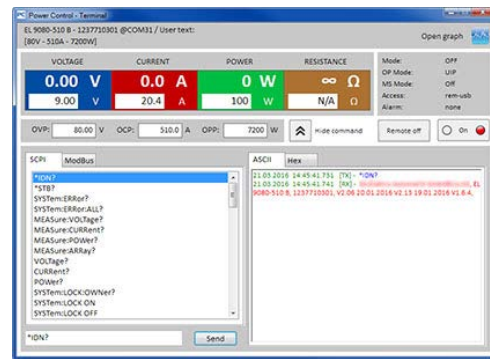 Power Control - Terminal
EL 9080-510 B - 1237710301 @COM31 / User text:
[80V - 510A - 7200W]
Open graph
VOLTAGE CURRENT POWER RESISTANCE
0.00 V 0.0 A 0 W ∞ Ω
9.00 V 20.4 A 100 W N/A Ω
Mode: OFF
OP Mode: UIP
MS Mode: Off
Access: rem-usb
Alarm: none
OVP: 80.00 V OCP: 510.0 A OPP: 7200 W Hide command Remote off On
SCPI ModBus
*IDN?
*STB?
SYSTem:ERRor?
SYSTem:ERRor:ALL?
MEASure:VOLTage?
MEASure:CURRent?
MEASure:POWer?
MEASure:ARRay?
VOLTage?
CURRent?
POWer?
SYSTem:LOCK:OWNer?
SYSTem:LOCK ON
SYSTem:LOCK OFF
*IDN? Send
ASCII Hex
21.03.2016 14:45:41.731 [TX] - *IDN?
21.03.2016 14:45:41.741 [RX] - EL
9080-510 B, 1237710301, V2.06 20.01.2016 V2.13 19.01.2016 V1.6.4,